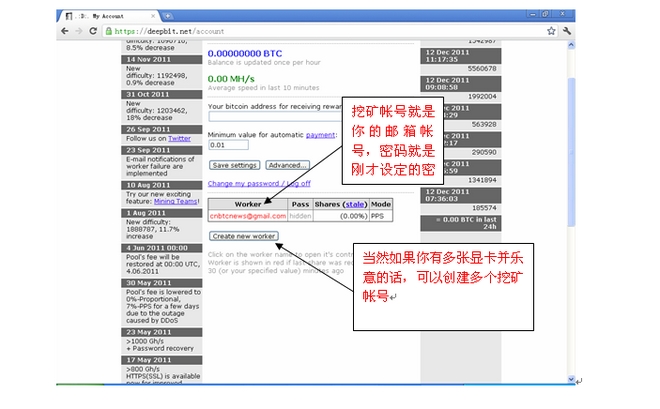 My Account
https://deepbit.net/account
difficulty: 1090716,
8.5% decrease
14 Nov 2011
New
difficulty: 1192498,
0.9% decrease
31 Oct 2011
New
difficulty: 1203462,
18% decrease
26 Sep 2011
Follow us on Twitter
23 Sep 2011
E-mail notifications of
worker failure are
implemented
10 Aug 2011
Try our new exciting
feature: Mining Teams!
1 Aug 2011
New difficulty:
1888787, 11.7%
increase
4 Jun 2011 00:00
Pool's fee will be
restored at 00:00 UTC,
4.06.2011
30 May 2011
Pool's fee is lowered to
0%-Proportional,
7%-PPS for a few days
due to the outage
caused by DDoS
23 May 2011
>1000 Gh/s
+ Password recovery
17 May 2011
>800 Gh/s
HTTPS(SSL) is available
now for improved
0.00000000 BTC
Balance is updated once per hour
0.00 MH/s
Average speed in last 10 minutes
Your bitcoin address for receiving rewar
Minimum value for automatic payment:
0.01
Save settings Advanced...
Change my password / Log off
Worker Pass Shares (stale) Mode
cnbtcnews@gmail.com hidden (0.00%) PPS
Create new worker
Click on the worker name to open it's contr
Worker is shown in red if last share was rec
30 (or your specified value) minutes ago
挖矿帐号就是
你的邮箱帐
号，密码就是
刚才设定的密
当然如果你有多张显卡并乐
意的话，可以创建多个挖矿
帐号
1542987
12 Dec 2011
11:17:35
5560678
12 Dec 2011
09:08:58
1992004
2011
:29
563928
2011
:17
290590
2011
:43
1341894
12 Dec 2011
07:36:03
185574
= 0.00 BTC in last
24h